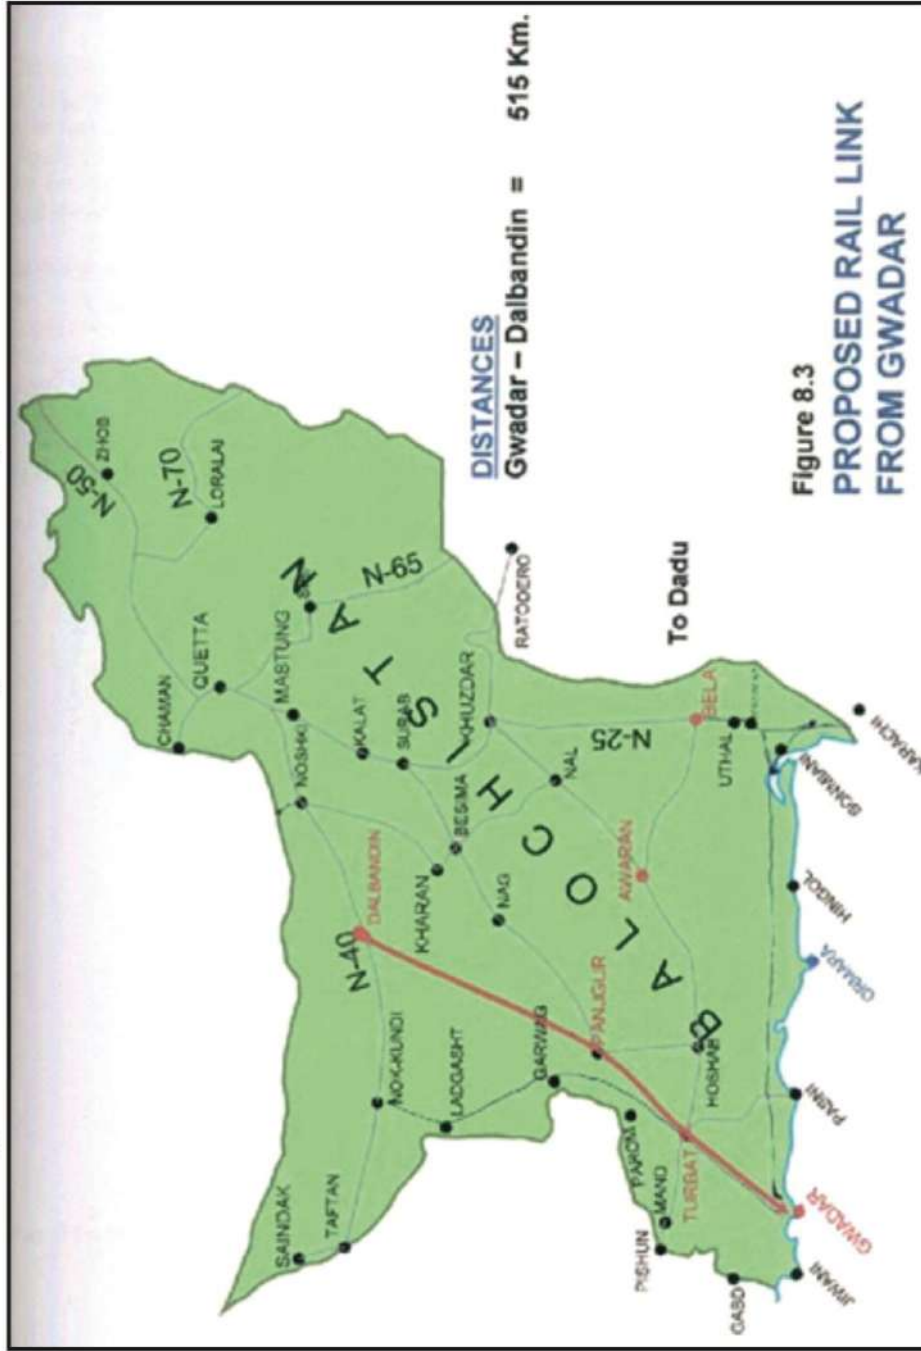 ZHOB
N-50
N-70
LORALAI
CHAMAN
QUETTA
MASTUNG
N-65
NOSHKI
KALAT
SURAB
KHUZDAR
RATODERO
DALBANDIN
N-40
KHARAN
BESIMA
NAG
NAL
N-25
BELA
UTHAL
To Dadu
SAINDAK
TAFTAN
NOKKUNDI
LADGASHT
GARWAG
PANJGUR
AWARAN
BALOCHISTAN
PAROM
MAND
PISHUN
TURBAT
HOSHAB
GABD
JIWANI
GWADAR
PASNI
ORMARA
HINGOL
SONMIANI
KARACHI
DISTANCES
Gwadar – Dalbandin = 515 Km.
Figure 8.3
PROPOSED RAIL LINK
FROM GWADAR